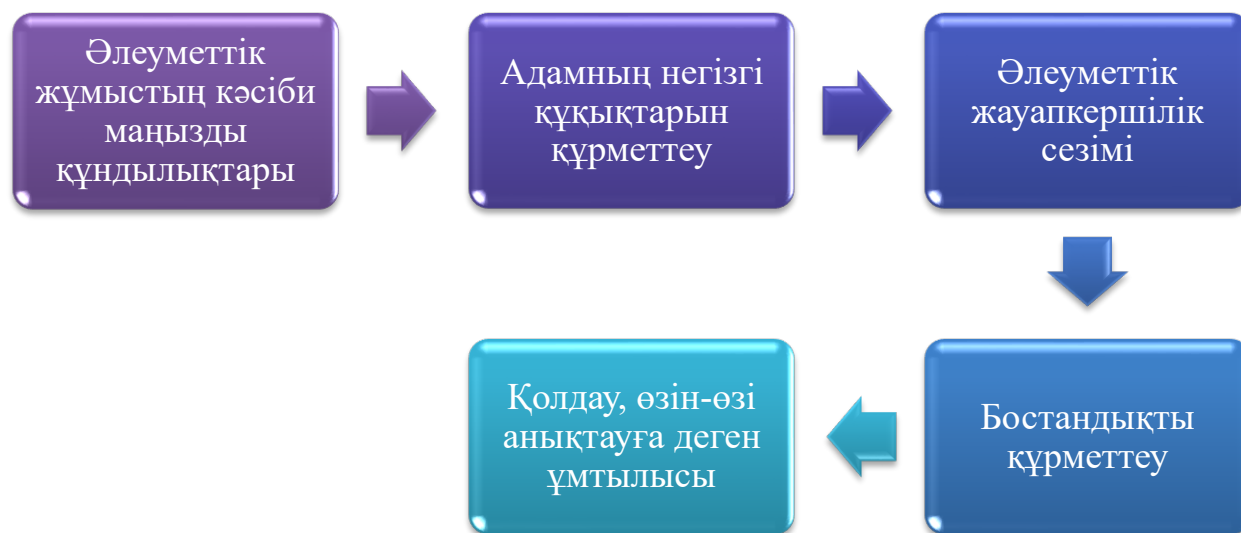 Әлеуметтік
жұмыстың кәсіби
маңызды
құндылықтары
Адамның негізгі
құқықтарын
құрметтеу
Әлеуметтік
жауапкершілік
сезімі
Бостандықты
құрметтеу
Қолдау, өзін-өзі
анықтауға деген
ұмтылысы